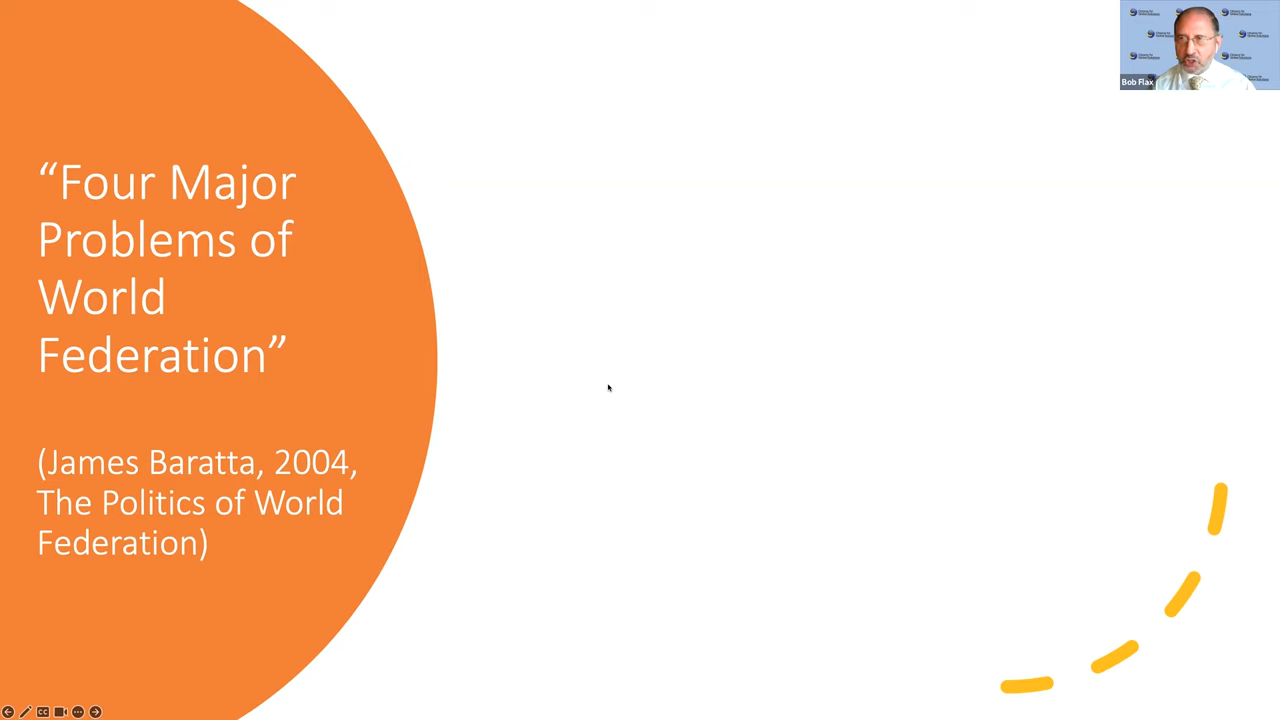 “Four Major
Problems of
World
Federation”
(James Baratta, 2004,
The Politics of World
Federation)
Bob Flax